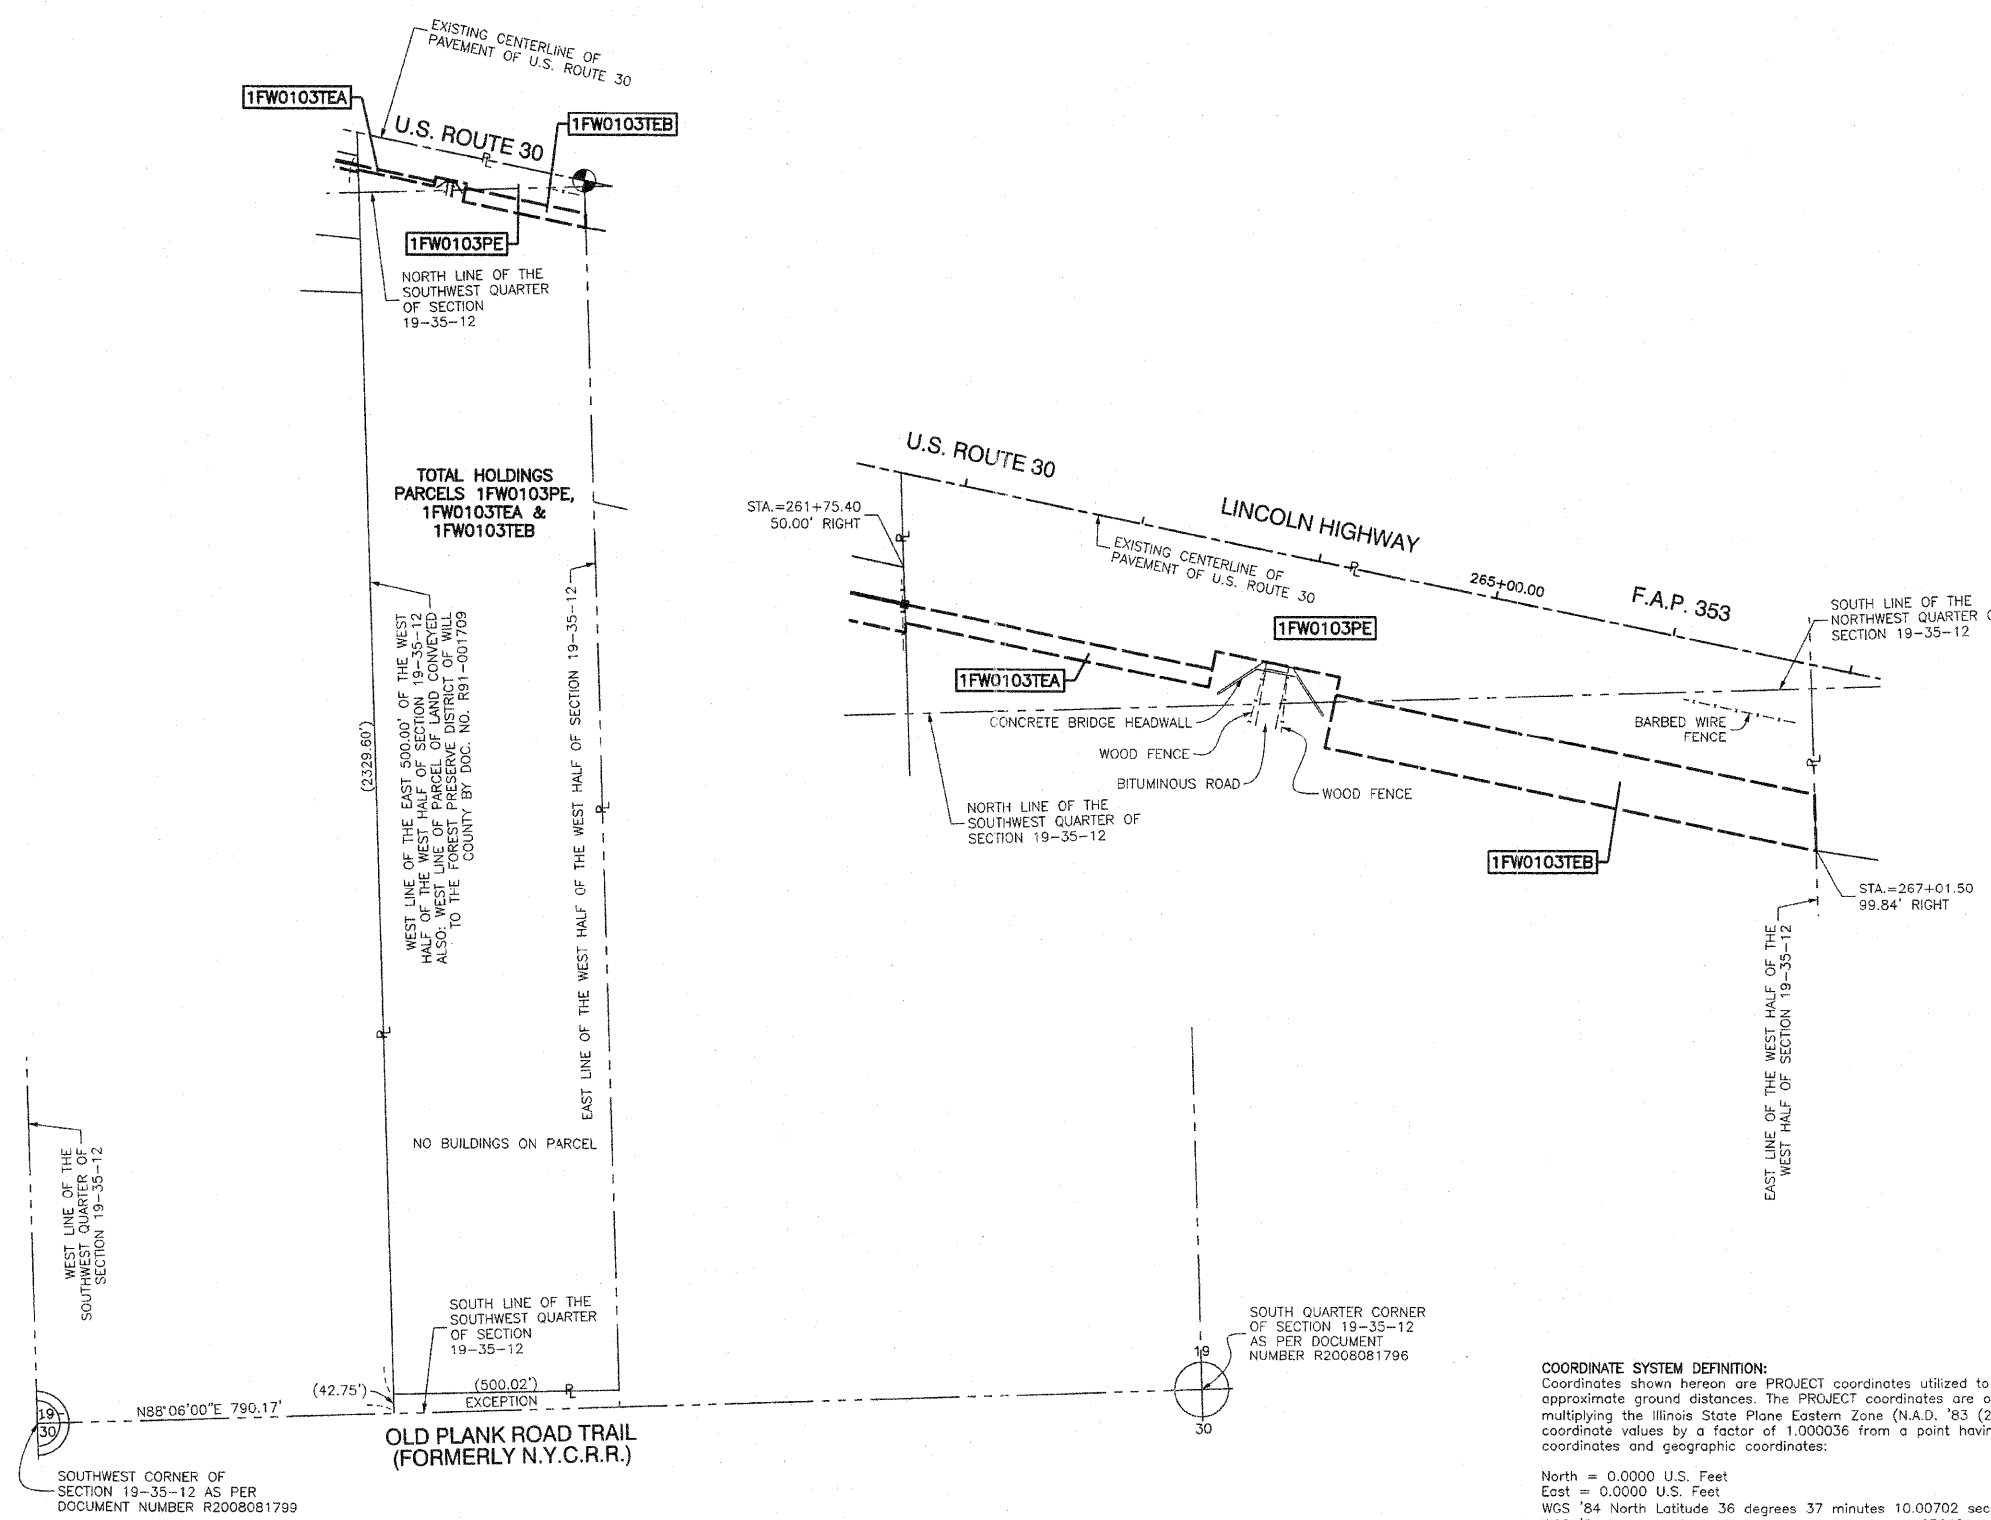 EXISTING CENTERLINE OF
PAVEMENT OF U.S. ROUTE 30
1FW0103TEA
1FW0103TEB
U.S. ROUTE 30
PL
1FW0103PE
NORTH LINE OF THE
SOUTHWEST QUARTER
OF SECTION
19-35-12
TOTAL HOLDINGS
PARCELS 1FW0103PE,
1FW0103TEA &
1FW0103TEB
WEST LINE OF THE EAST 500.00' OF THE WEST
HALF OF THE WEST HALF OF SECTION 19-35-12
ALSO: WEST LINE OF PARCEL OF LAND CONVEYED
TO THE FOREST PRESERVE DISTRICT OF WILL
COUNTY BY DOC. NO. R91-001709
(2329.60')
EAST LINE OF THE WEST HALF OF THE WEST HALF OF SECTION 19-35-12
PL
PL
NO BUILDINGS ON PARCEL
WEST LINE OF THE
SOUTHWEST QUARTER OF
SECTION 19-35-12
SOUTH LINE OF THE
SOUTHWEST QUARTER
OF SECTION
19-35-12
(42.75')
(500.02')
PL
EXCEPTION
N88°06'00"E 790.17'
19
30
OLD PLANK ROAD TRAIL
(FORMERLY N.Y.C.R.R.)
SOUTHWEST CORNER OF
SECTION 19-35-12 AS PER
DOCUMENT NUMBER R2008081799
U.S. ROUTE 30
LINCOLN HIGHWAY
F.A.P. 353
STA.=261+75.40
50.00' RIGHT
PL
EXISTING CENTERLINE OF
PAVEMENT OF U.S. ROUTE 30
PL
265+00.00
SOUTH LINE OF THE
NORTHWEST QUARTER
SECTION 19-35-12
1FW0103PE
1FW0103TEA
CONCRETE BRIDGE HEADWALL
WOOD FENCE
BITUMINOUS ROAD
WOOD FENCE
BARBED WIRE
FENCE
PL
NORTH LINE OF THE
SOUTHWEST QUARTER OF
SECTION 19-35-12
1FW0103TEB
STA.=267+01.50
99.84' RIGHT
EAST LINE OF THE WEST HALF OF THE
WEST HALF OF SECTION 19-35-12
SOUTH QUARTER CORNER
OF SECTION 19-35-12
AS PER DOCUMENT
NUMBER R2008081796
19
30
COORDINATE SYSTEM DEFINITION:
Coordinates shown hereon are PROJECT coordinates utilized to
approximate ground distances. The PROJECT coordinates are
multiplying the Illinois State Plane Eastern Zone (N.A.D. '83
coordinate values by a factor of 1.000036 from a point
coordinates and geographic coordinates:
North = 0.0000 U.S. Feet
East = 0.0000 U.S. Feet
WGS '84 North Latitude 36 degrees 37 minutes 10.00702